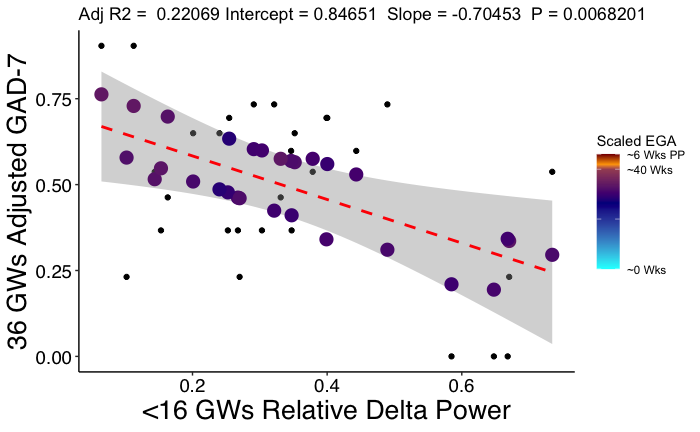 Adj R2 =  0.22069 Intercept = 0.84651  Slope = -0.70453  P = 0.0068201
36 GWs Adjusted GAD-7
0.75
0.50
0.25
0.00
0.2
0.4
0.6
<16 GWs Relative Delta Power
Scaled EGA
~6 Wks PP
~40 Wks
~0 Wks